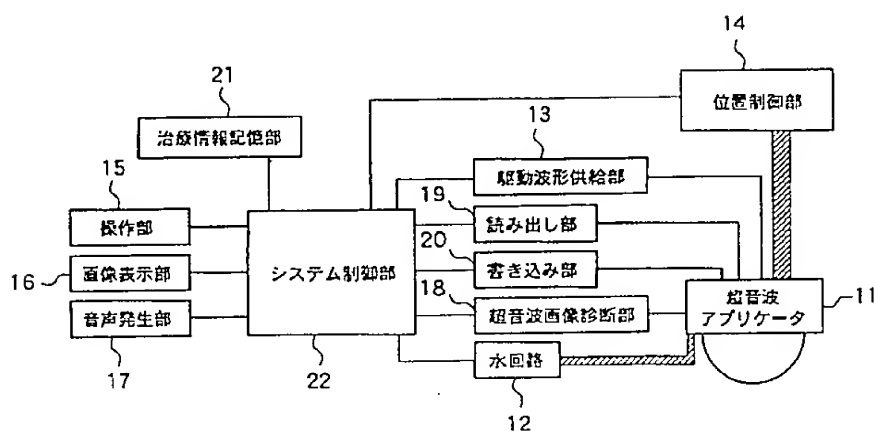 14
位置制御部
21
治療情報記憶部
13
駆動波形供給部
15
操作部
19
読み出し部
20
書き込み部
16
画像表示部
システム制御部
18
超音波画像診断部
超音波
アプリケータ
11
音声発生部
17
22
水回路
12